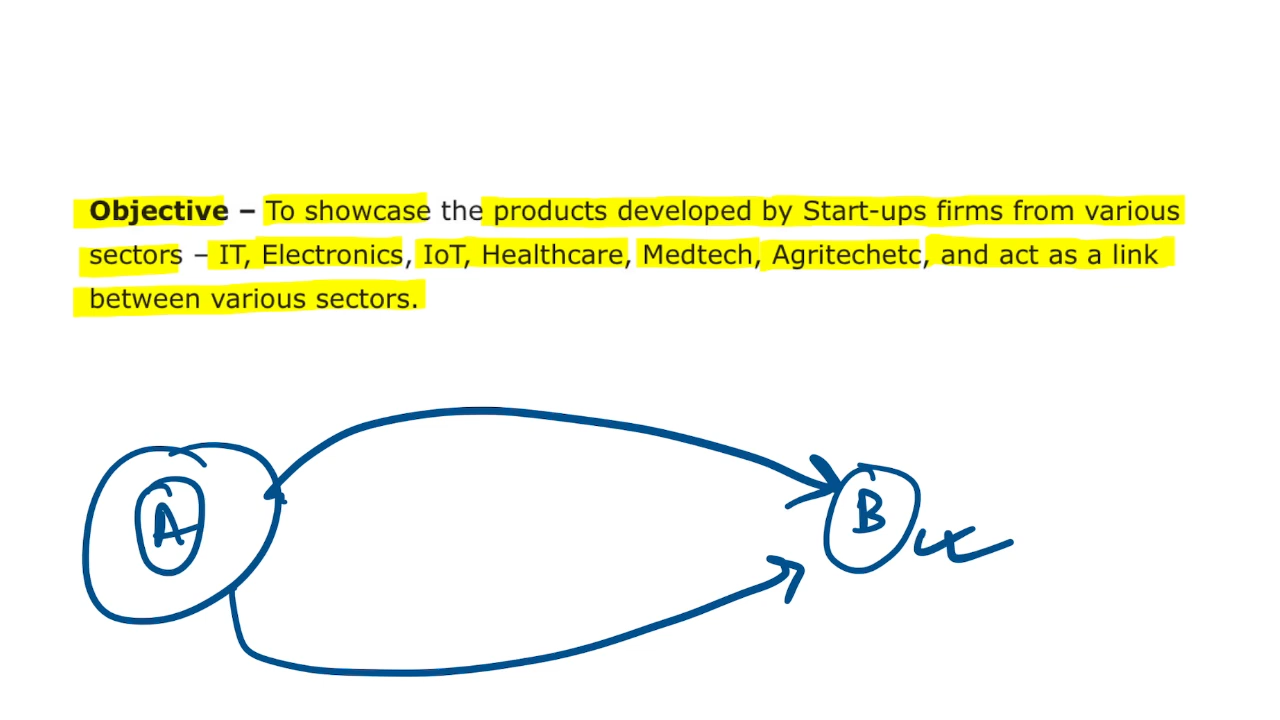 Objective – To showcase the products developed by Start-ups firms from various
sectors – IT, Electronics, IoT, Healthcare, Medtech, Agritechetc, and act as a link
between various sectors.
A
B